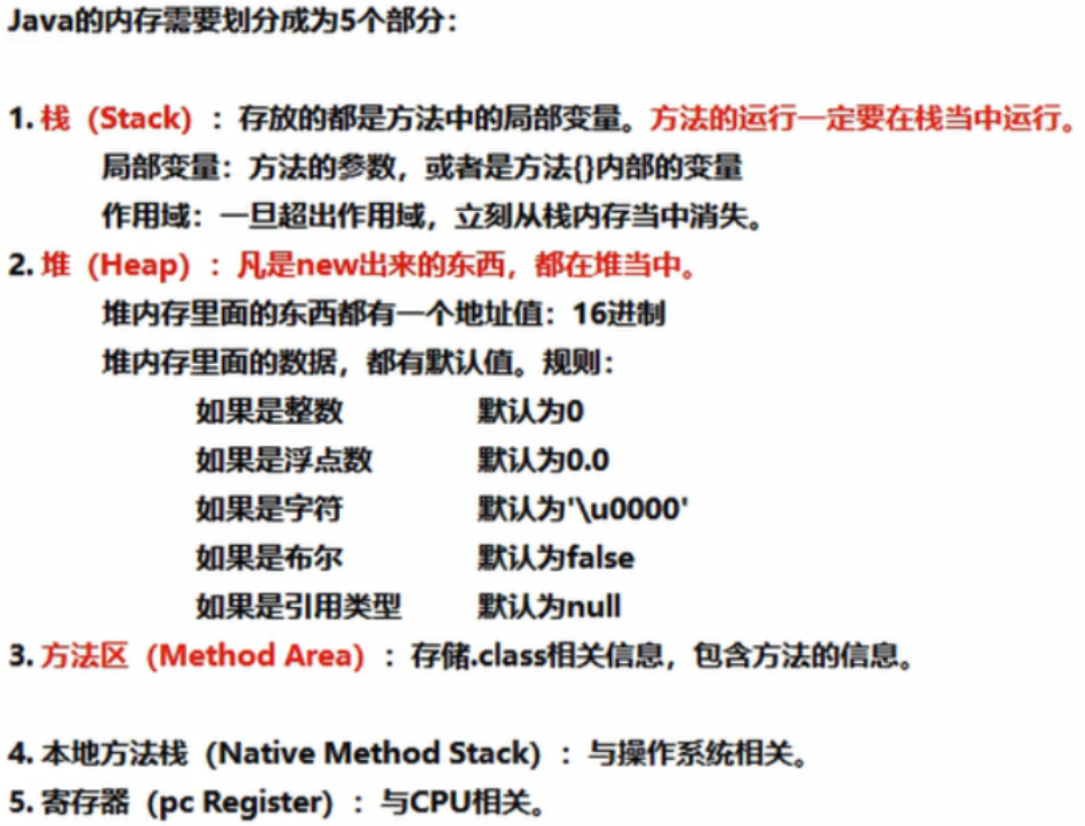 Java的内存需要划分成为5个部分：
1. 栈（Stack）：存放的都是方法中的局部变量。方法的运行一定要在栈当中运行。
局部变量：方法的参数，或者是方法{}内部的变量
作用域：一旦超出作用域，立刻从栈内存当中消失。
2. 堆（Heap）：凡是new出来的东西，都在堆当中。
堆内存里面的东西都有一个地址值：16进制
堆内存里面的数据，都有默认值。规则：
如果是整数 默认为0
如果是浮点数 默认为0.0
如果是字符 默认为'\u0000'
如果是布尔 默认为false
如果是引用类型 默认为null
3. 方法区（Method Area）：存储.class相关信息，包含方法的信息。
4. 本地方法栈（Native Method Stack）：与操作系统相关。
5. 寄存器（pc Register）：与CPU相关。